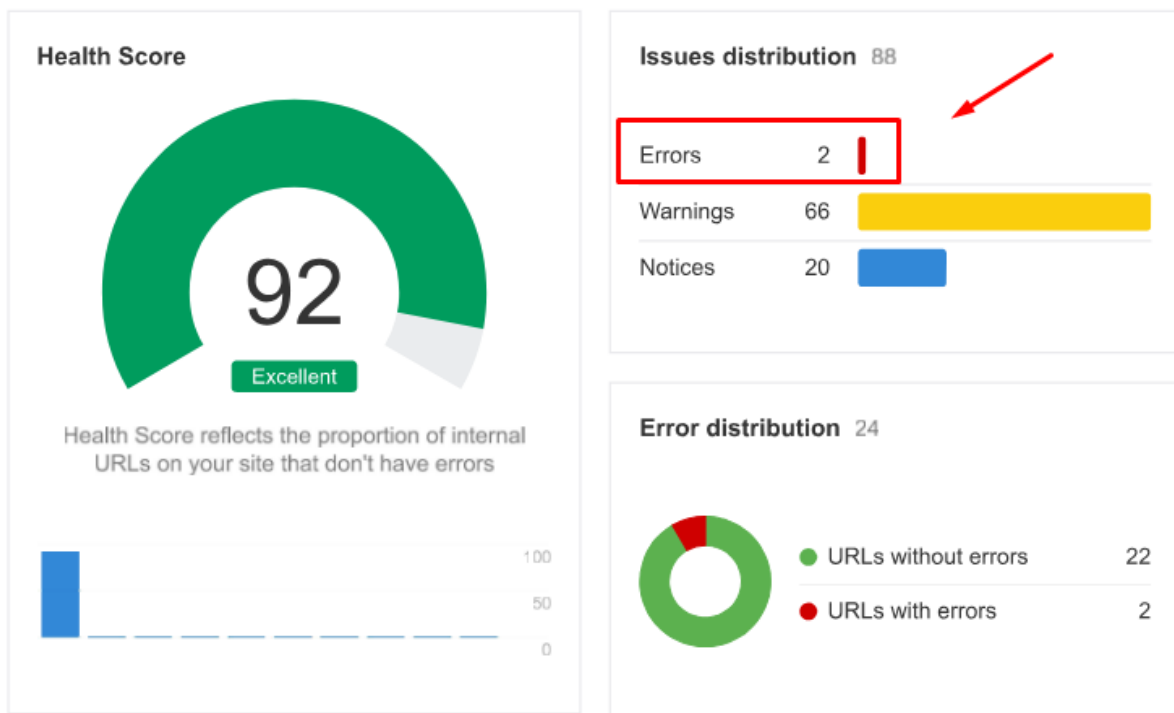 Health Score
92
Excellent
Health Score reflects the proportion of internal
URLs on your site that don't have errors
100
50
0
Issues distribution 88
Errors 2
Warnings 66
Notices 20
Error distribution 24
URLs without errors 22
URLs with errors 2